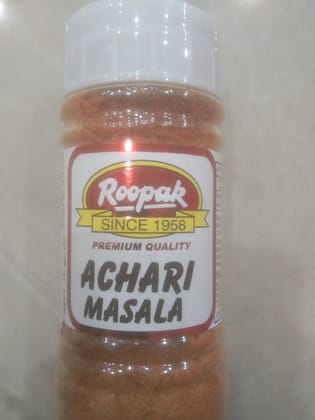 Roopak
SINCE 1958
PREMIUM QUALITY
ACHARI
MASALA